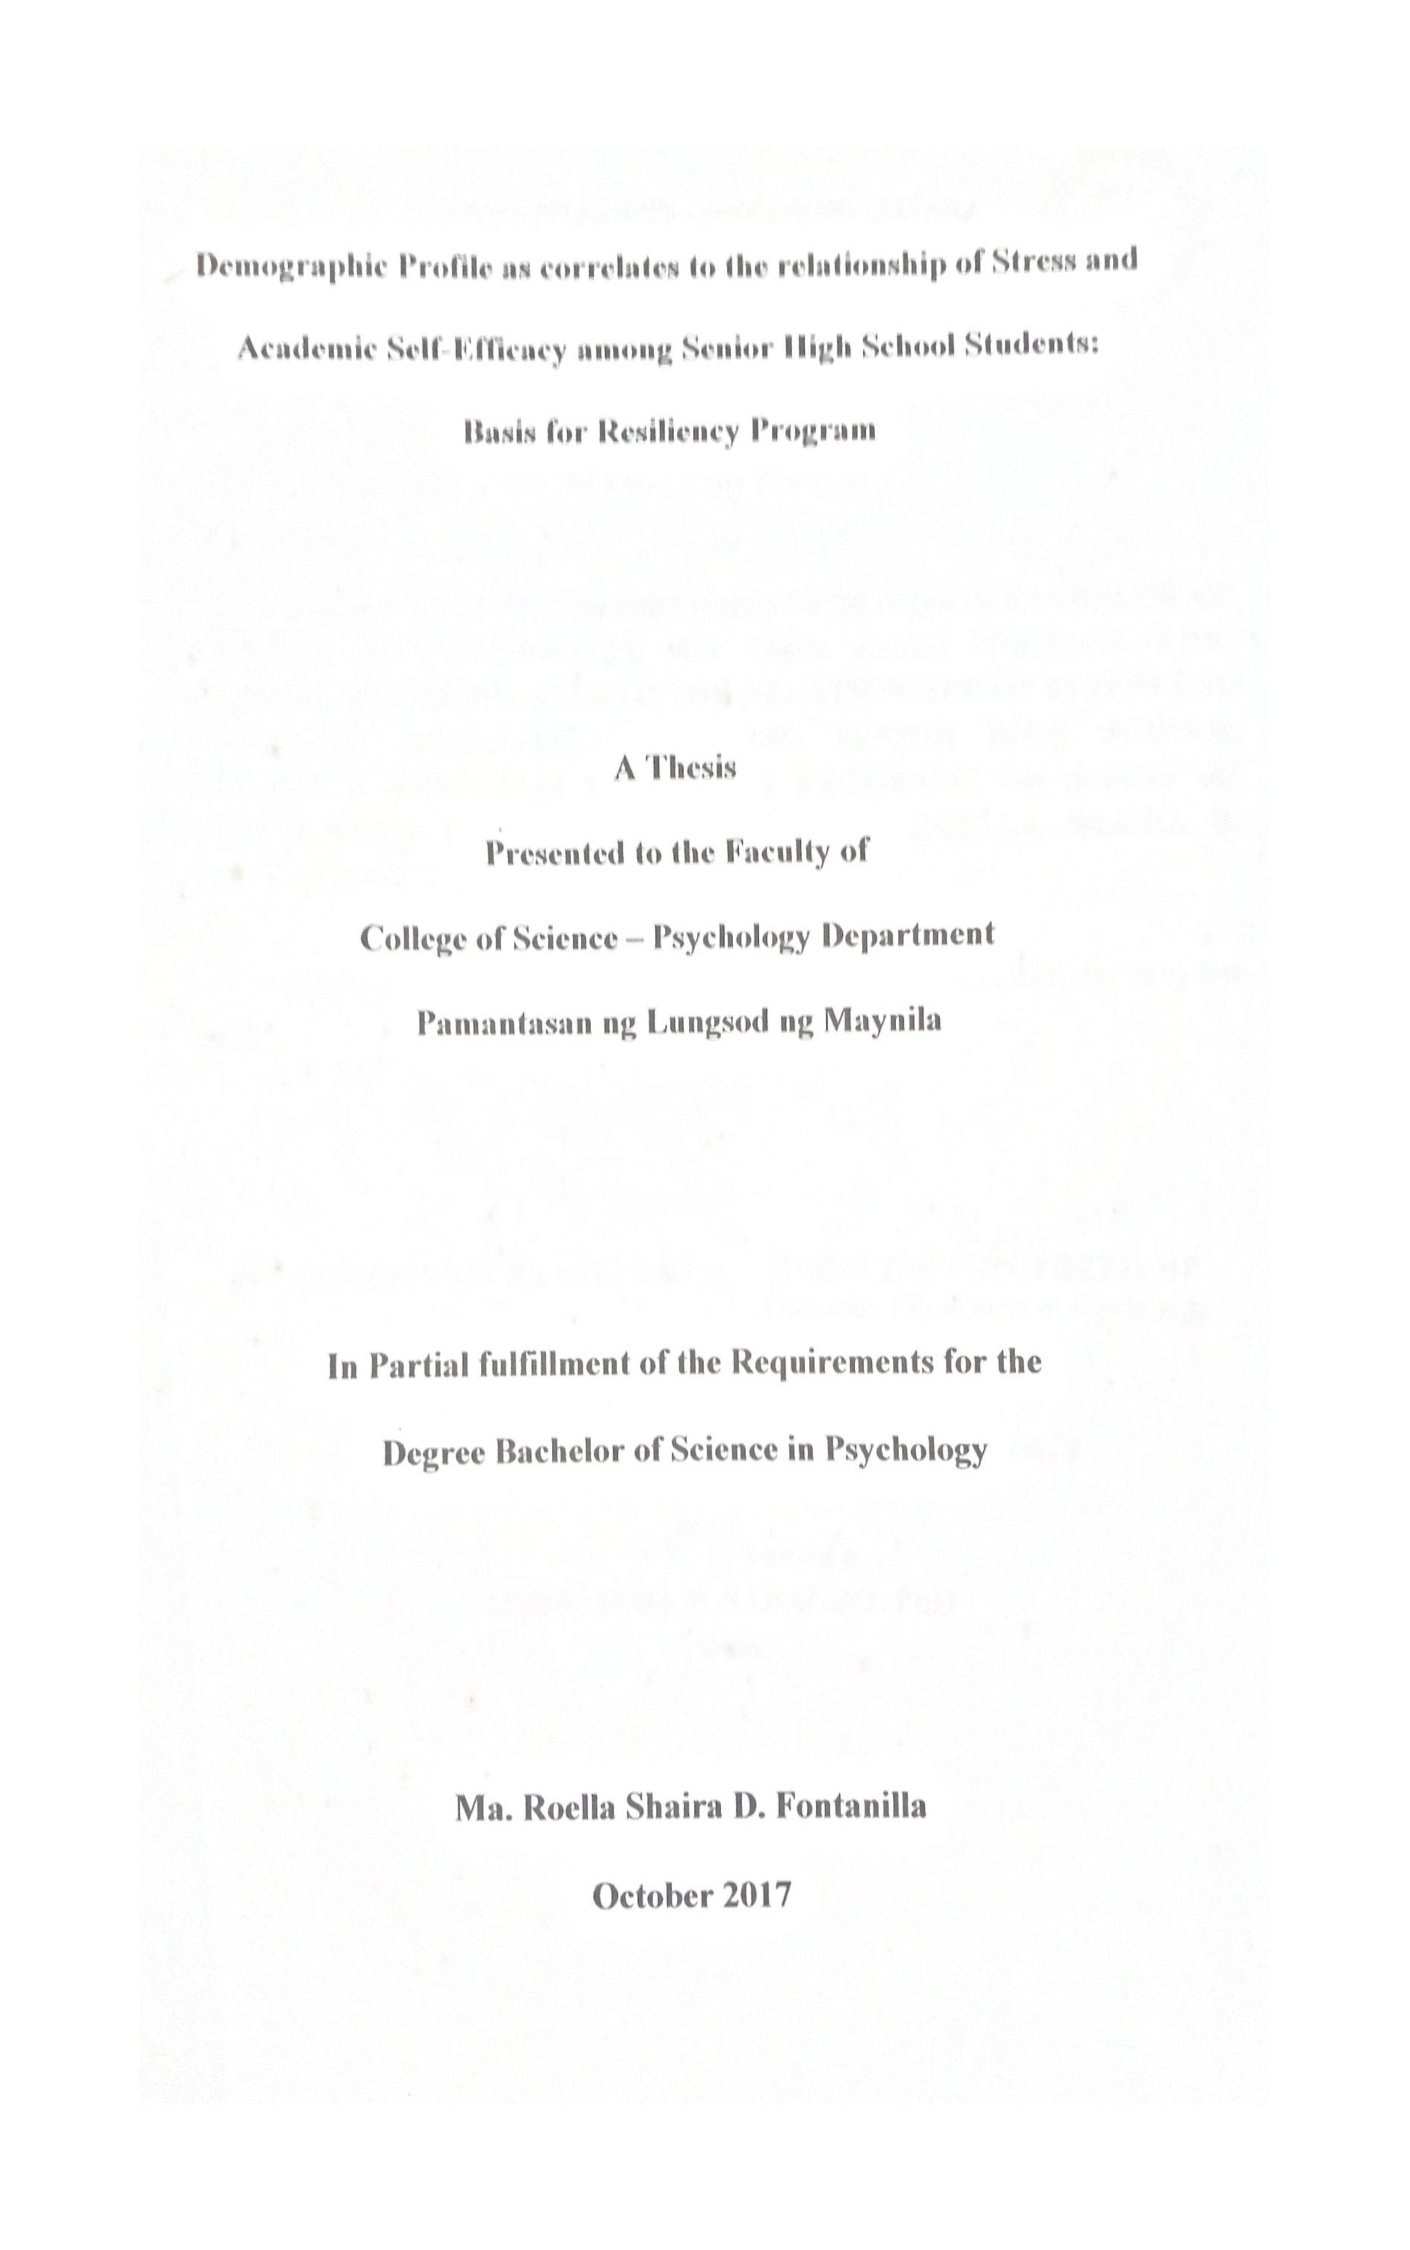 Demographic Profile as correlates to the relationship of Stress and
Academic Self-Efficacy among Senior High School Students:
Basis for Resiliency Program
A Thesis
Presented to the Faculty of
College of Science – Psychology Department
Pamantasan ng Lungsod ng Maynila
In Partial fulfillment of the Requirements for the
Degree Bachelor of Science in Psychology
Ma. Roella Shaira D. Fontanilla
October 2017